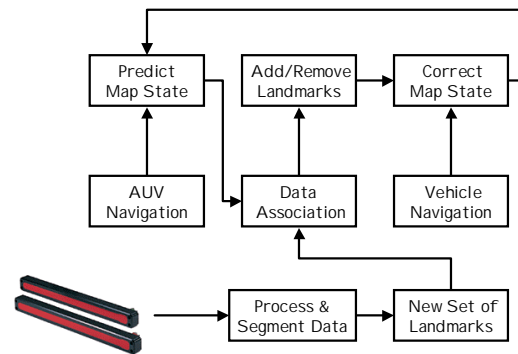 Predict
Map State
Add/Remove
Landmarks
Correct
Map State
AUV
Navigation
Data
Association
Vehicle
Navigation
Process &
Segment Data
New Set of
Landmarks